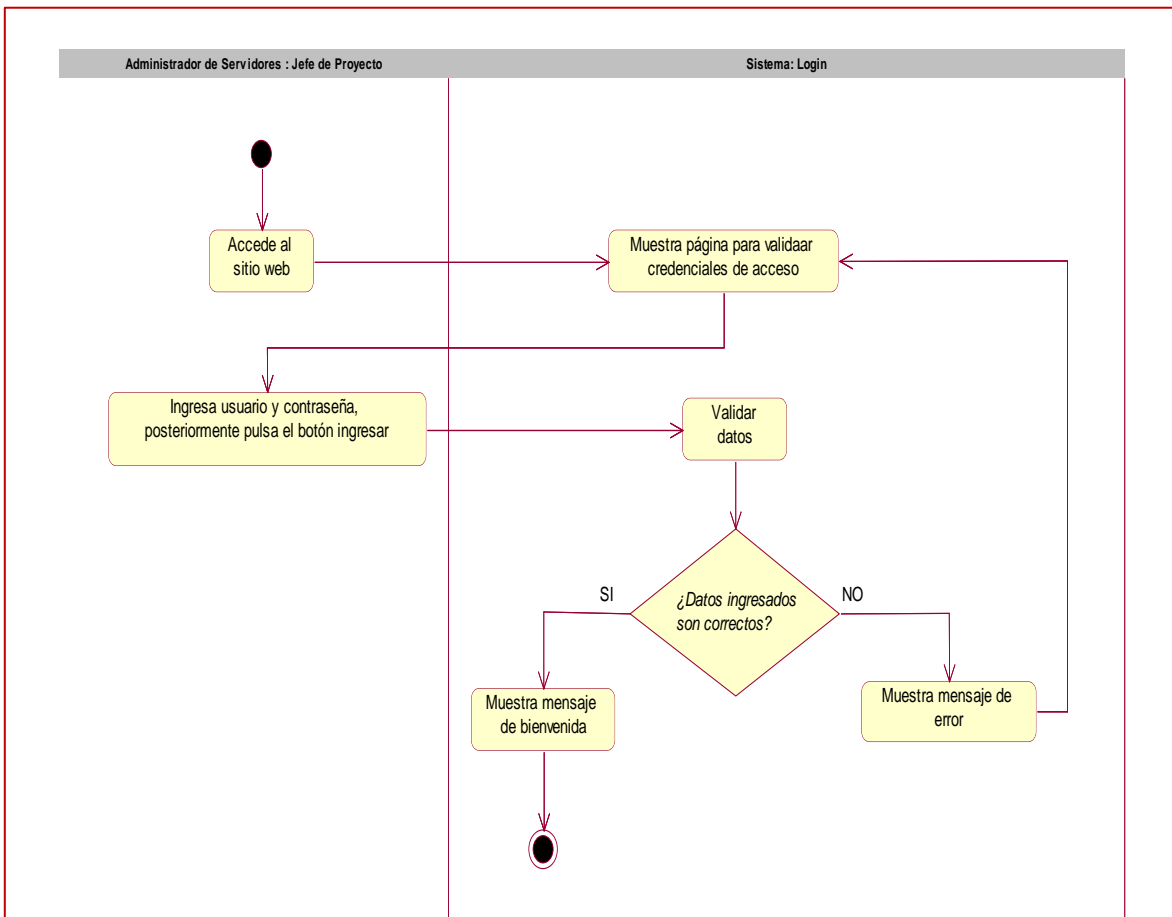 Administrador de Servidores : Jefe de Proyecto
Sistema: Login
Accede al
sitio web
Muestra página para validaar
credenciales de acceso
Ingresa usuario y contraseña,
posteriormente pulsa el botón ingresar
Validar
datos
SI
¿Datos ingresados
son correctos?
NO
Muestra mensaje
de bienvenida
Muestra mensaje de
error